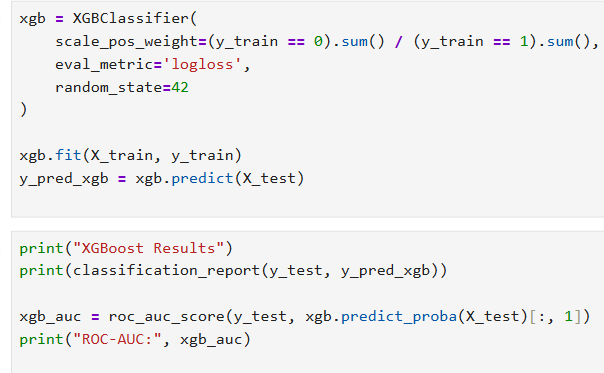 xgb = XGBClassifier(
    scale_pos_weight=(y_train == 0).sum() / (y_train == 1).sum(),
    eval_metric='logloss',
    random_state=42
)
xgb.fit(X_train, y_train)
y_pred_xgb = xgb.predict(X_test)
print("XGBoost Results")
print(classification_report(y_test, y_pred_xgb))
xgb_auc = roc_auc_score(y_test, xgb.predict_proba(X_test)[:, 1])
print("ROC-AUC:", xgb_auc)